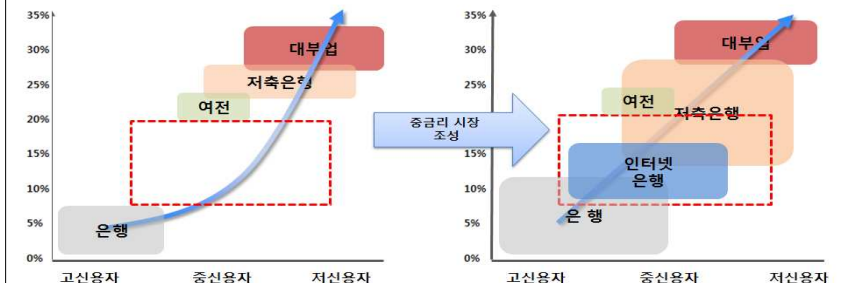 35%
30%
25%
20%
15%
10%
5%
0%
대부업
저축은행
여전
은행
고신용자
중신용자
저신용자
중금리 시장
조성
35%
30%
25%
20%
15%
10%
5%
0%
대부업
여전
저축은행
인터넷
은행
은 행
고신용자
중신용자
저신용자